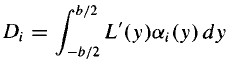 D_i = \int_{-b/2}^{b/2} L'(y) \alpha_i(y) dy